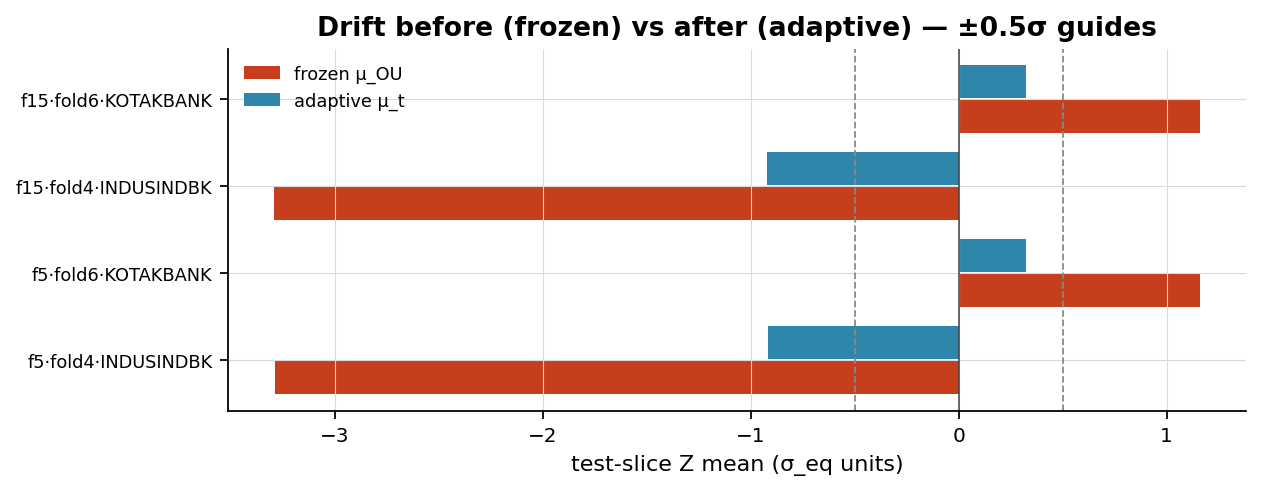 Drift before (frozen) vs after (adaptive) — ±0.5σ guides
frozen μ_OU
adaptive μ_t
f15·fold6·KOTAKBANK
f15·fold4·INDUSINDBK
f5·fold6·KOTAKBANK
f5·fold4·INDUSINDBK
−3 −2 −1 0 1
test-slice Z mean (σ_eq units)